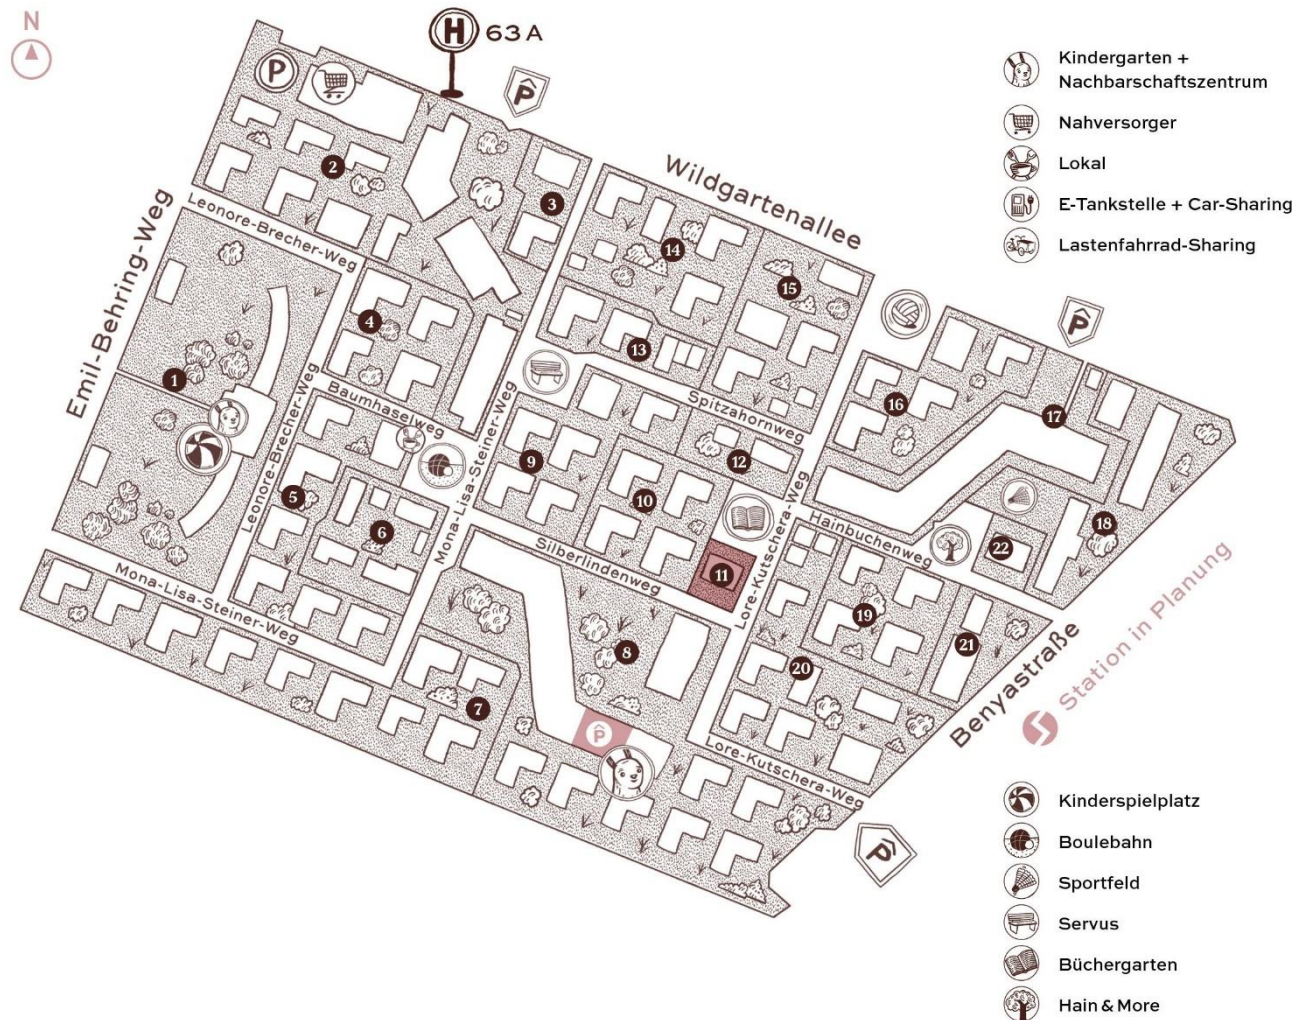 N
H 63 A
P
P
Kindergarten +
Nachbarschaftszentrum
Nahversorger
Lokal
E-Tankstelle + Car-Sharing
Lastenfahrrad-Sharing
Wildgartenallee
Emil-Behring-Weg
Leonore-Brecher-Weg
2
3
14
15
4
13
1
16
17
P
Baumhaselweg
Spitzahornweg
Leonore-Brecher-Weg
Mona-Lisa-Steiner-Weg
9
12
5
10
6
Silberlindenweg
Lore-Kutschera-Weg
Hainbuchenweg
18
22
11
Mona-Lisa-Steiner-Weg
19
8
20
21
7
Benyastraße
Station in Planung
P
Lore-Kutschera-Weg
P
Kinderspielplatz
Boulebahn
Sportfeld
Servus
Büchergarten
Hain & More